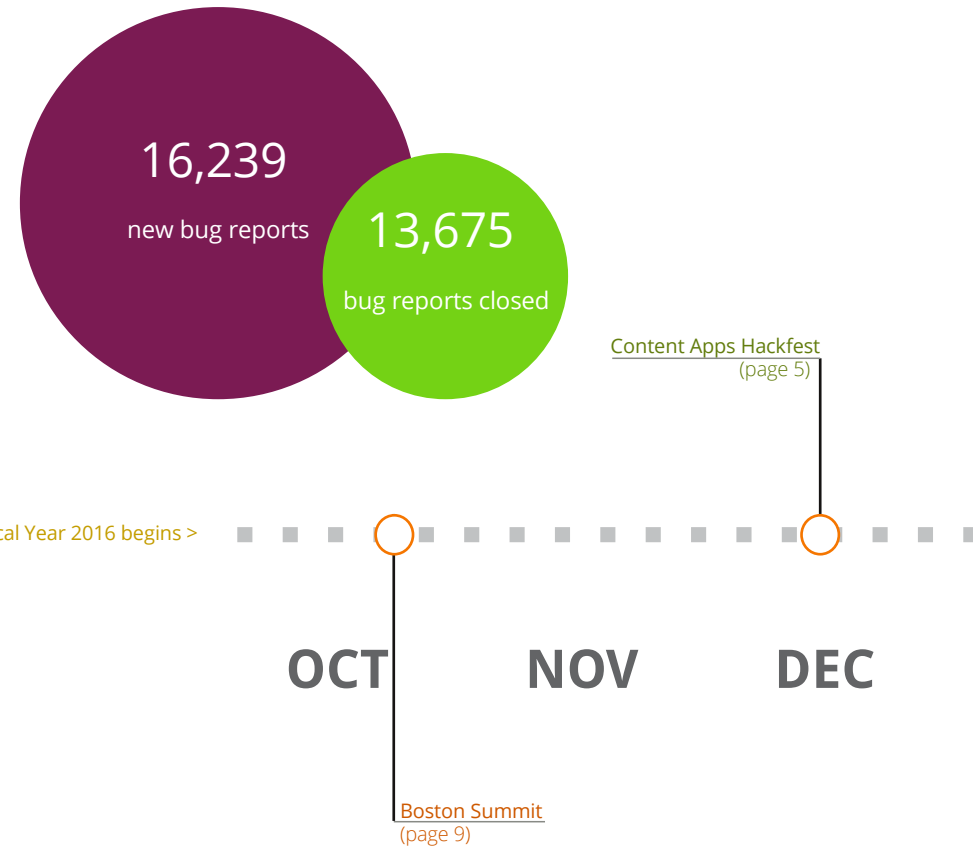 16,239
new bug reports
13,675
bug reports closed
Content Apps Hackfest
(page 5)
Year 2016 begins >
OCT
NOV
DEC
Boston Summit
(page 9)